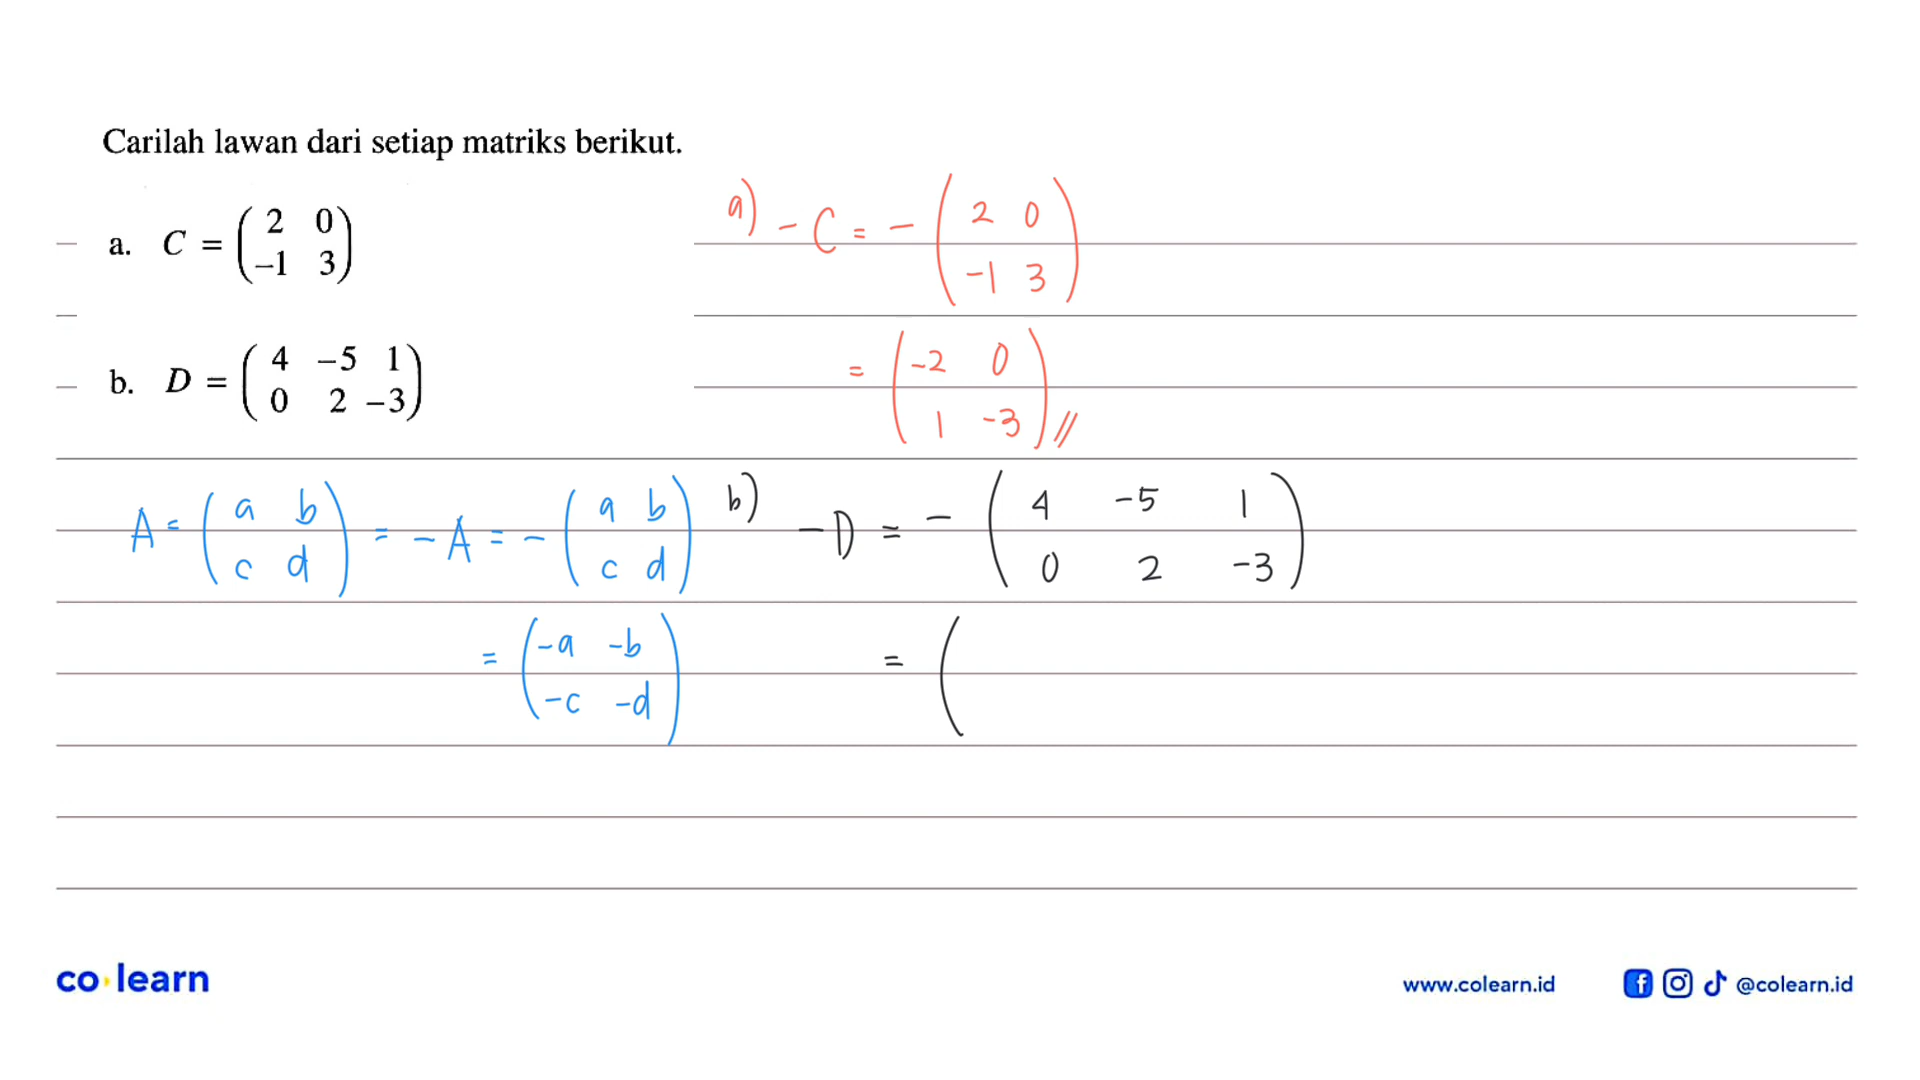 Carilah lawan dari setiap matriks berikut.
a. C = ( 2 0
-1 3 )
b. D = ( 4 -5 1
0 2 -3 )
a) - C = - ( 2 0
-1 3 )
= ( -2 0
1 -3 ) //
A = ( a b
c d ) = - A = - ( a b
c d )
= ( -a -b
-c -d )
b) - D = - ( 4 -5 1
0 2 -3 )
= (
co learn
www.colearn.id
@colearn.id